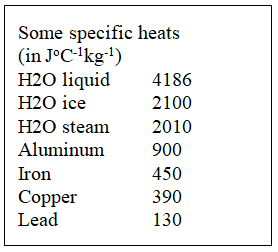 Some specific heats
(in JᵒC⁻¹kg⁻¹)
H2O liquid 4186
H2O ice 2100
H2O steam 2010
Aluminum 900
Iron 450
Copper 390
Lead 130